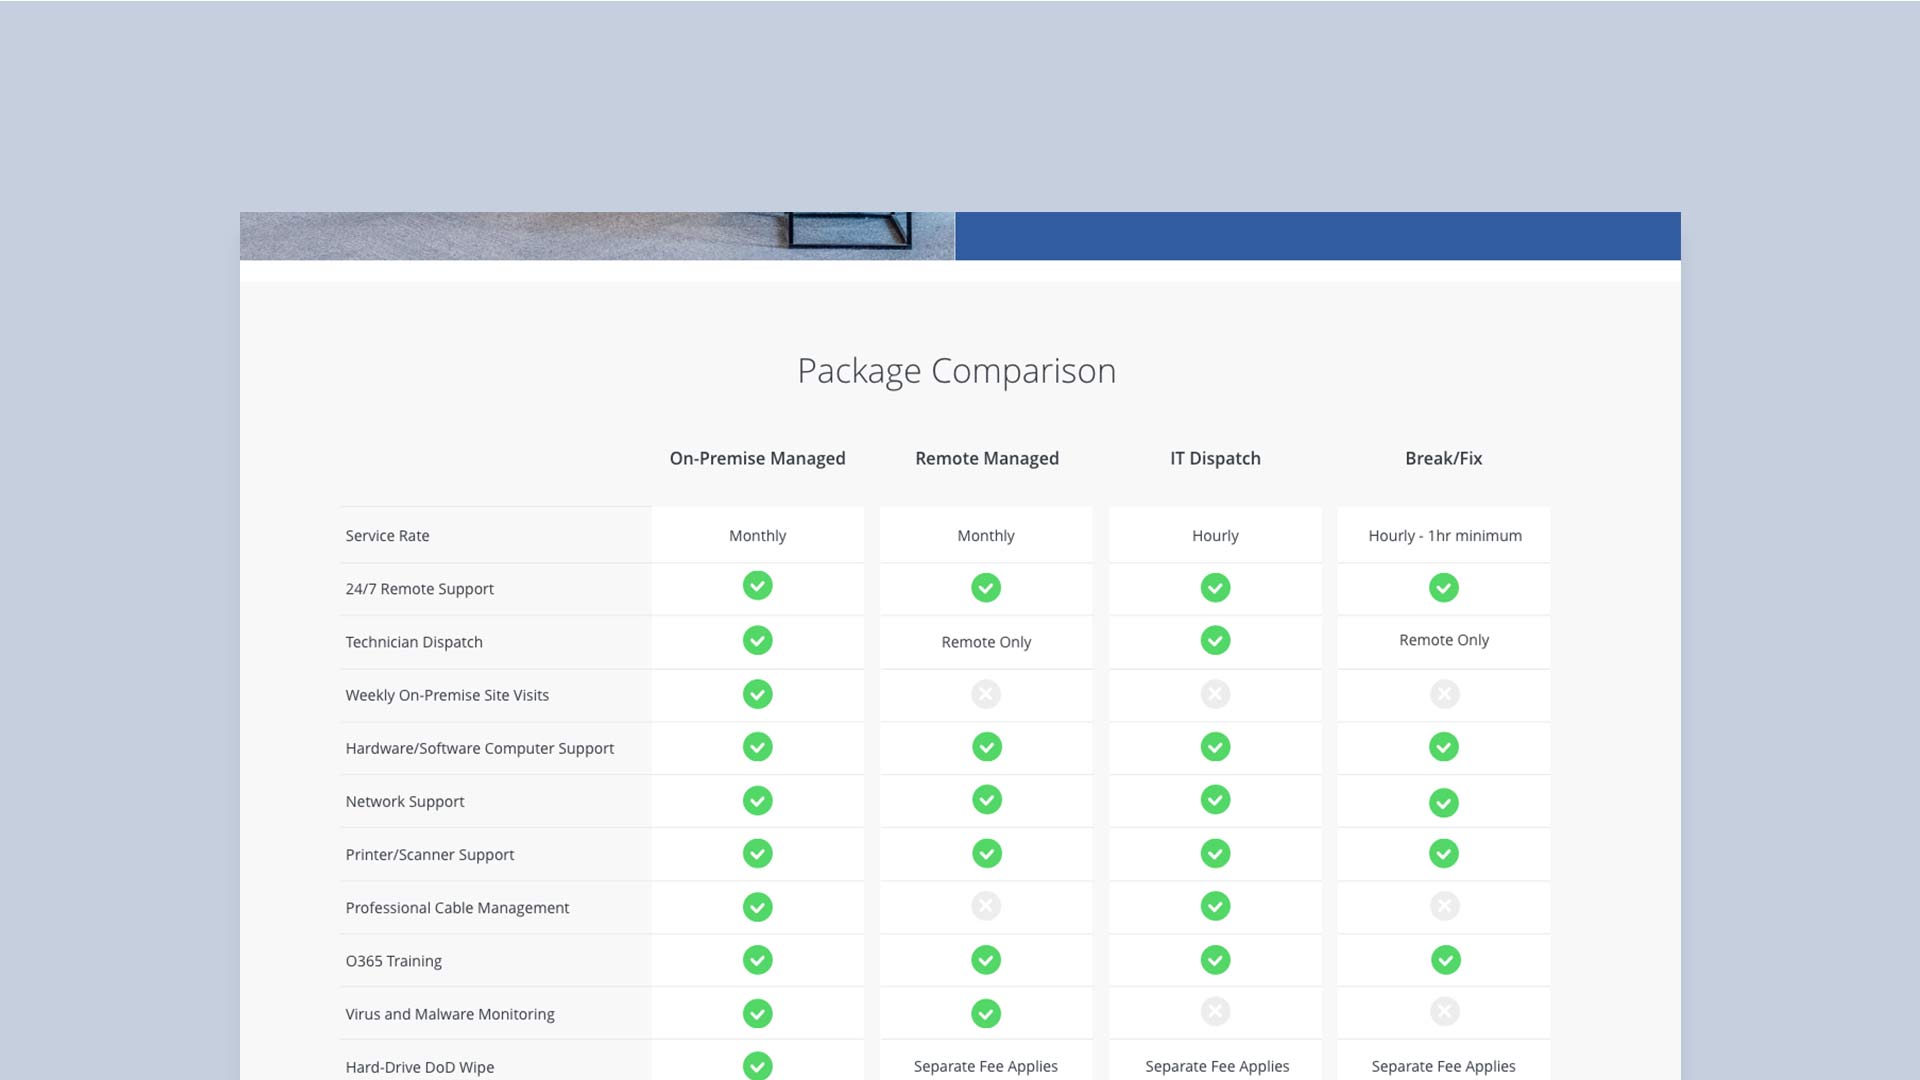 Package Comparison
On-Premise Managed Remote Managed IT Dispatch Break/Fix
Service Rate Monthly Monthly Hourly Hourly - 1hr minimum
24/7 Remote Support
Technician Dispatch Remote Only Remote Only
Weekly On-Premise Site Visits
Hardware/Software Computer Support
Network Support
Printer/Scanner Support
Professional Cable Management
O365 Training
Virus and Malware Monitoring
Hard-Drive DoD Wipe Separate Fee Applies Separate Fee Applies Separate Fee Applies